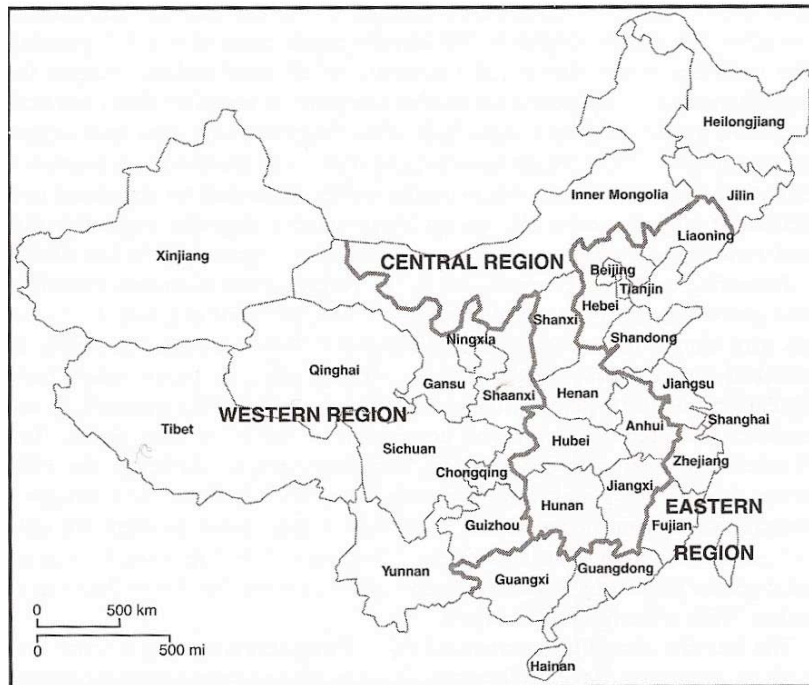 Heilongjiang
Inner Mongolia
Jilin
Liaoning
Xinjiang
CENTRAL REGION
Beijing
Tianjin
Hebei
Shanxi
Ningxia
Shandong
Qinghai
Gansu
Shaanxi
Henan
Jiangsu
WESTERN REGION
Shanghai
Tibet
Anhui
Sichuan
Hubei
Zhejiang
Chongqing
Jiangxi
Hunan
EASTERN
REGION
Guizhou
Fujian
Yunnan
Guangxi
Guangdong
0 500 km
0 500 mi
Hainan